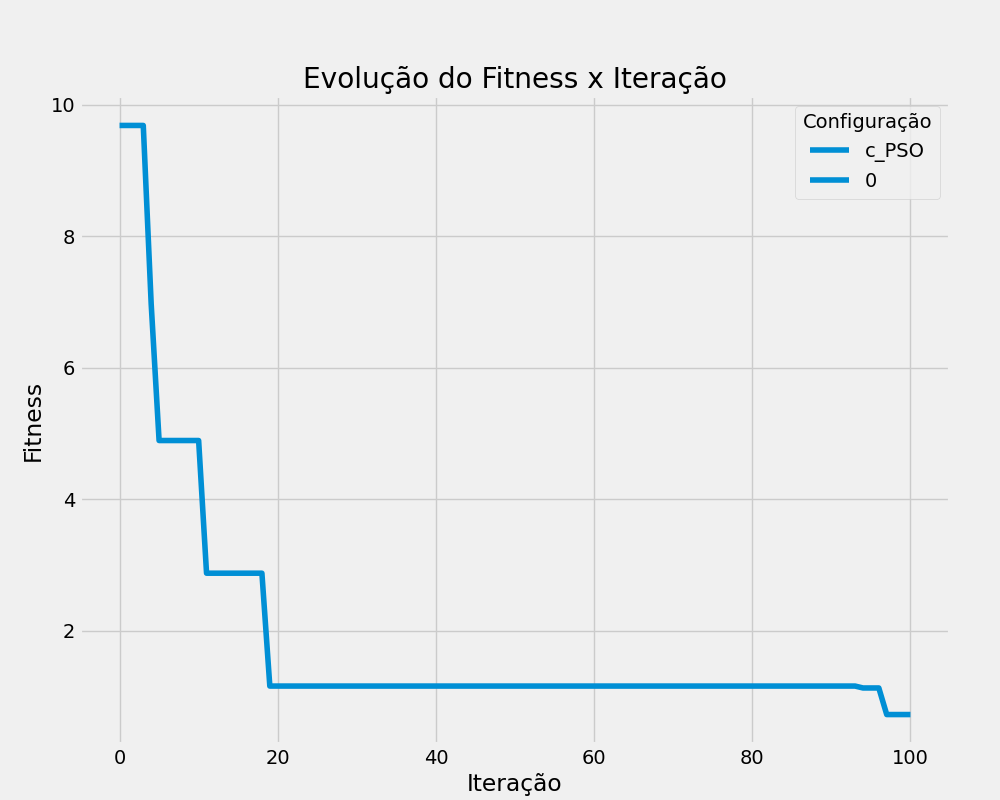 Evolução do Fitness x Iteração
Configuração
c_PSO
0
Fitness
10
8
6
4
2
0 20 40 60 80 100
Iteração